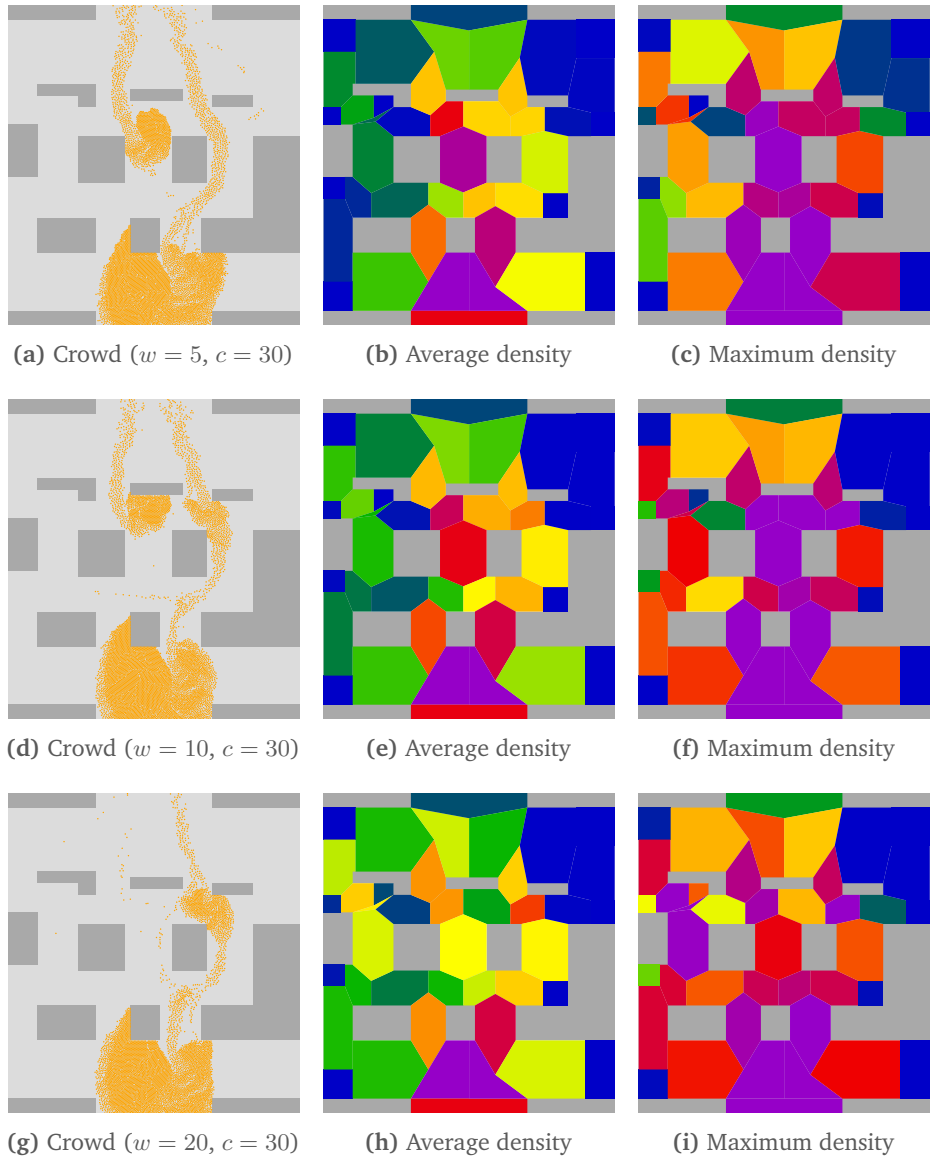 (a) Crowd (w = 5, c = 30)
(b) Average density
(c) Maximum density
(d) Crowd (w = 10, c = 30)
(e) Average density
(f) Maximum density
(g) Crowd (w = 20, c = 30)
(h) Average density
(i) Maximum density